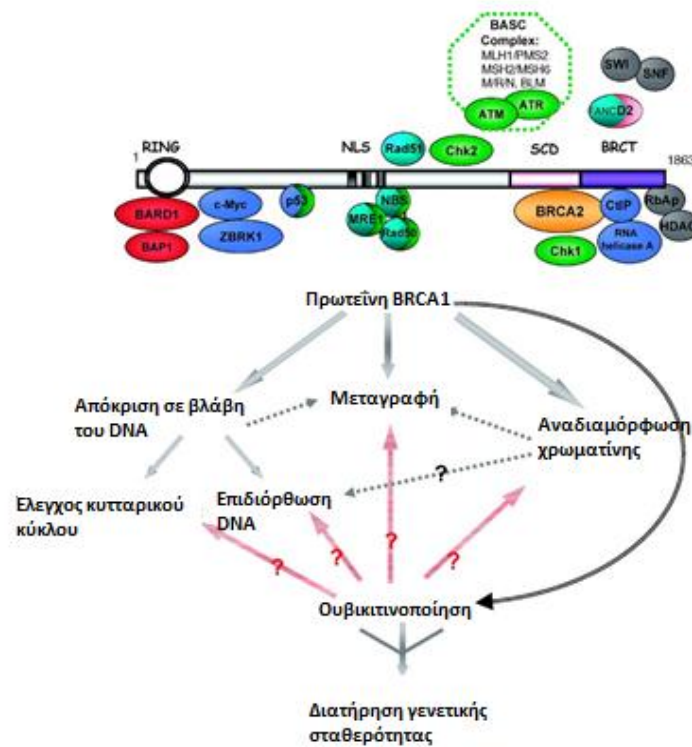 BASC
Complex:
MLH1/PMS2
MSH2/MSH6
M/R/N, BLM
ATM
ATR
SWI
SNF
FANCD2
1
RING
NLS
Rad51
Chk2
SCD
BRCT
1863
BARD1
BAP1
c-Myc
ZBRK1
p53
MRE1
NBS
Rad50
BRCA2
Chk1
CtIP
RNA
helicase A
RbAp
HDAC
Πρωτεΐνη BRCA1
Απόκριση σε βλάβη
του DNA
Μεταγραφή
Αναδιαμόρφωση
χρωματίνης
?
Έλεγχος κυτταρικού
κύκλου
Επιδιόρθωση
DNA
?
?
?
?
Ουβικιτινοποίηση
Διατήρηση γενετικής
σταθερότητας